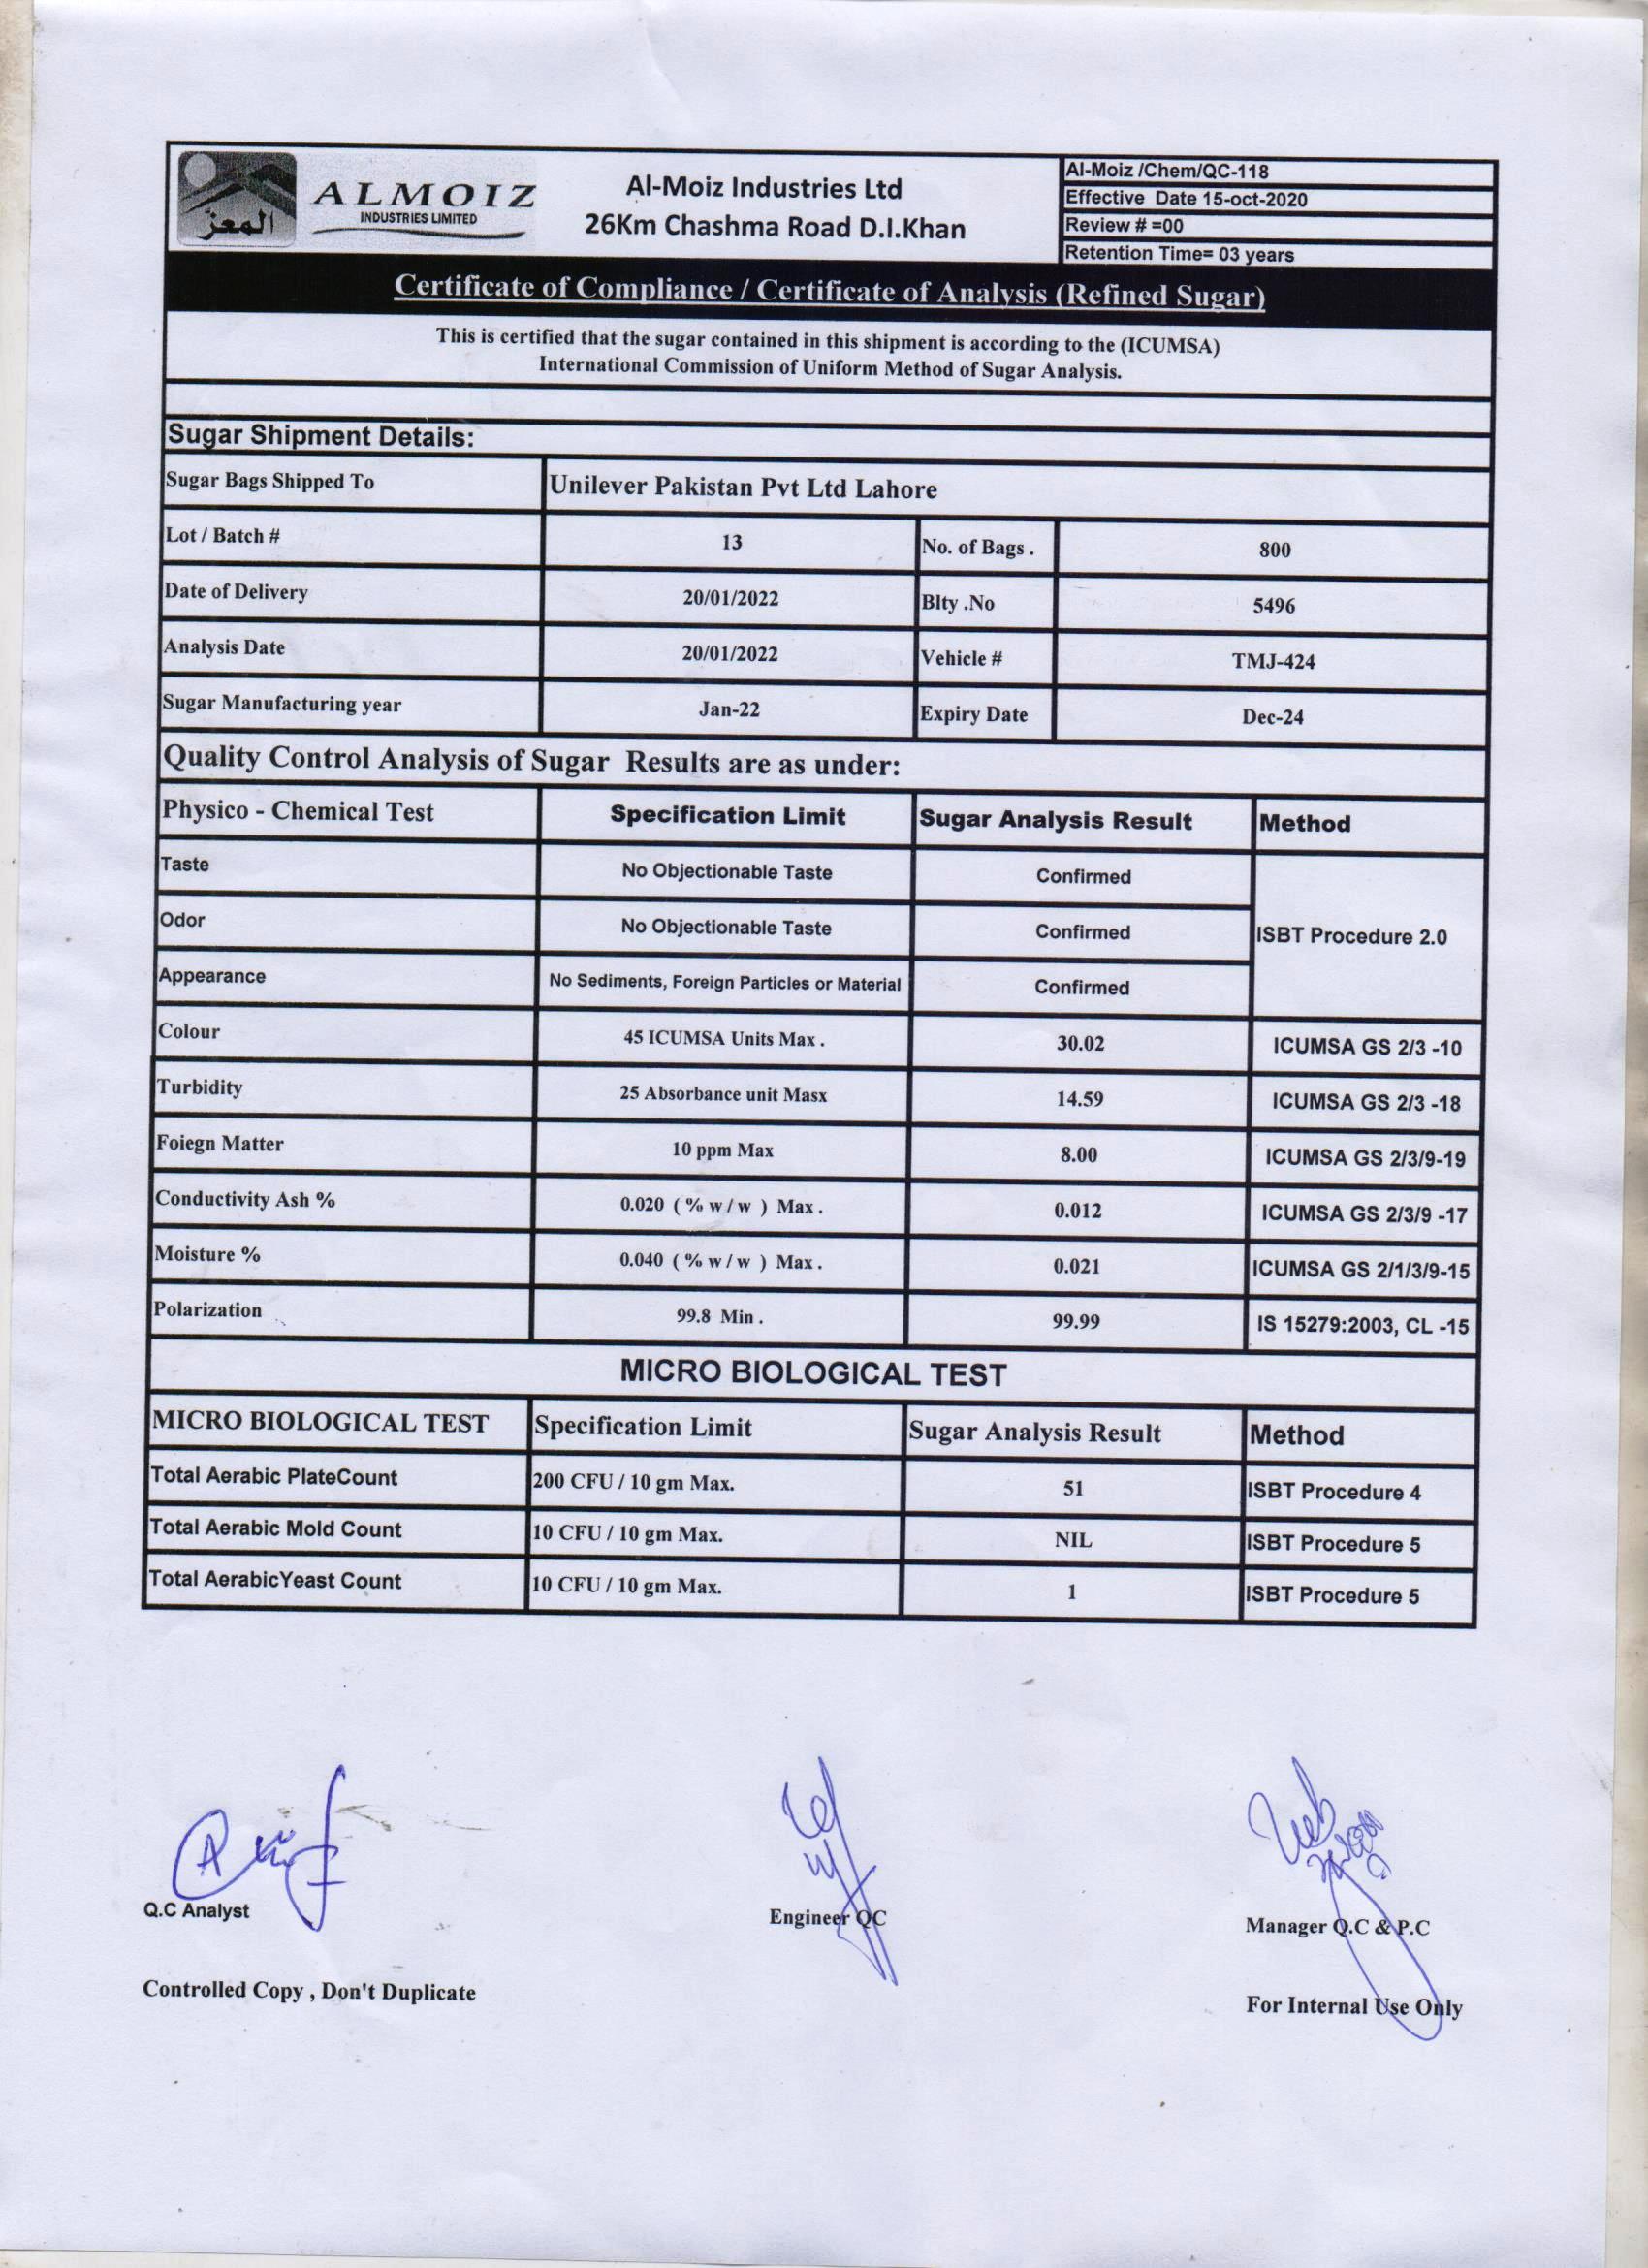 المعز
ALMOIZ
INDUSTRIES LIMITED
Al-Moiz Industries Ltd
26Km Chashma Road D.I.Khan
Al-Moiz /Chem/QC-118
Effective Date 15-oct-2020
Review # =00
Retention Time= 03 years
Certificate of Compliance / Certificate of Analysis (Refined Sugar)
This is certified that the sugar contained in this shipment is according to the (ICUMSA)
International Commission of Uniform Method of Sugar Analysis.
Sugar Shipment Details:
Sugar Bags Shipped To Unilever Pakistan Pvt Ltd Lahore
Lot / Batch # 13 No. of Bags . 800
Date of Delivery 20/01/2022 Blty .No 5496
Analysis Date 20/01/2022 Vehicle # TMJ-424
Sugar Manufacturing year Jan-22 Expiry Date Dec-24
Quality Control Analysis of Sugar Results are as under:
Physico - Chemical Test Specification Limit Sugar Analysis Result Method
Taste No Objectionable Taste Confirmed
Odor No Objectionable Taste Confirmed ISBT Procedure 2.0
Appearance No Sediments, Foreign Particles or Material Confirmed
Colour 45 ICUMSA Units Max . 30.02 ICUMSA GS 2/3 -10
Turbidity 25 Absorbance unit Masx 14.59 ICUMSA GS 2/3 -18
Foiegn Matter 10 ppm Max 8.00 ICUMSA GS 2/3/9-19
Conductivity Ash % 0.020 ( % w / w ) Max . 0.012 ICUMSA GS 2/3/9 -17
Moisture % 0.040 ( % w / w ) Max . 0.021 ICUMSA GS 2/1/3/9-15
Polarization 99.8 Min . 99.99 IS 15279:2003, CL -15
MICRO BIOLOGICAL TEST
MICRO BIOLOGICAL TEST Specification Limit Sugar Analysis Result Method
Total Aerabic PlateCount 200 CFU / 10 gm Max. 51 ISBT Procedure 4
Total Aerabic Mold Count 10 CFU / 10 gm Max. NIL ISBT Procedure 5
Total AerabicYeast Count 10 CFU / 10 gm Max. 1 ISBT Procedure 5
Q.C Analyst Engineer QC Manager Q.C & P.C
Controlled Copy , Don't Duplicate For Internal Use Only